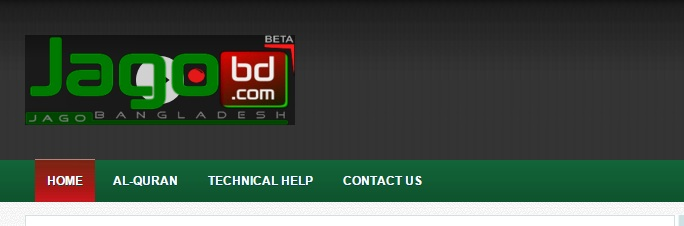 BETA
Jago bd
.com
JAGO BANGLADESH
HOME AL-QURAN TECHNICAL HELP CONTACT US